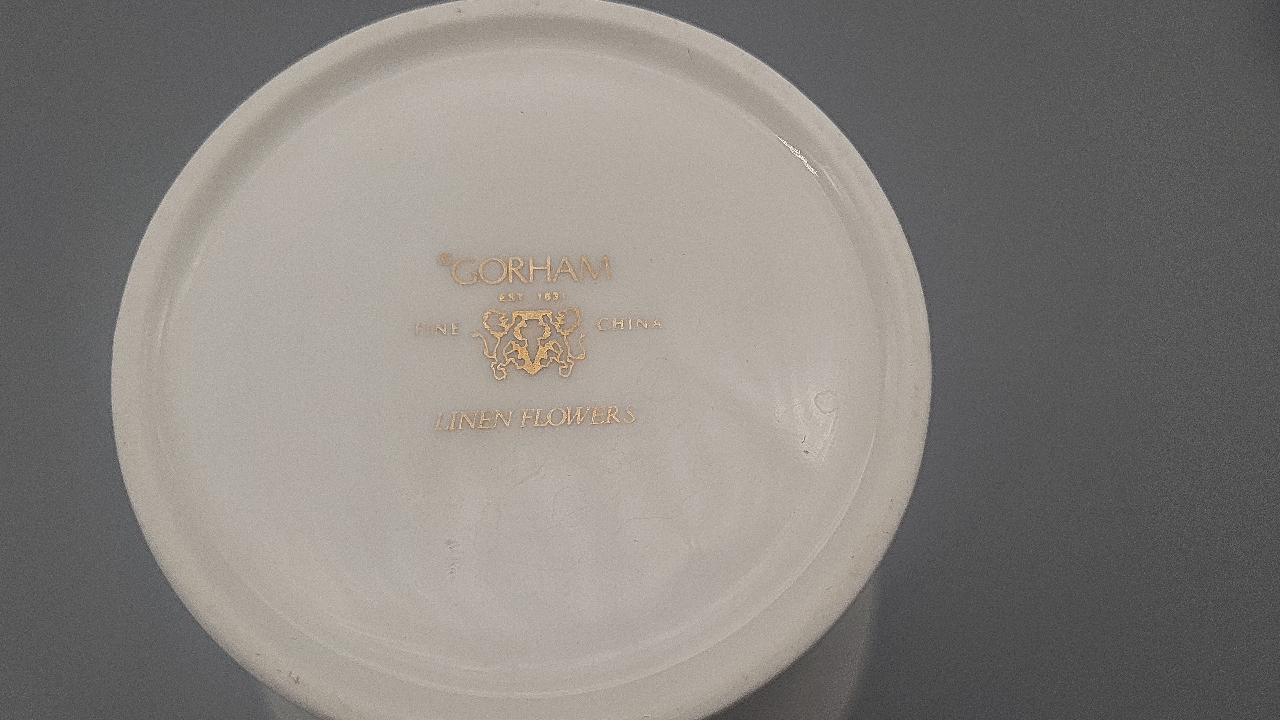 ®GORHAM
EST. 1831
FINE CHINA
LINEN FLOWERS